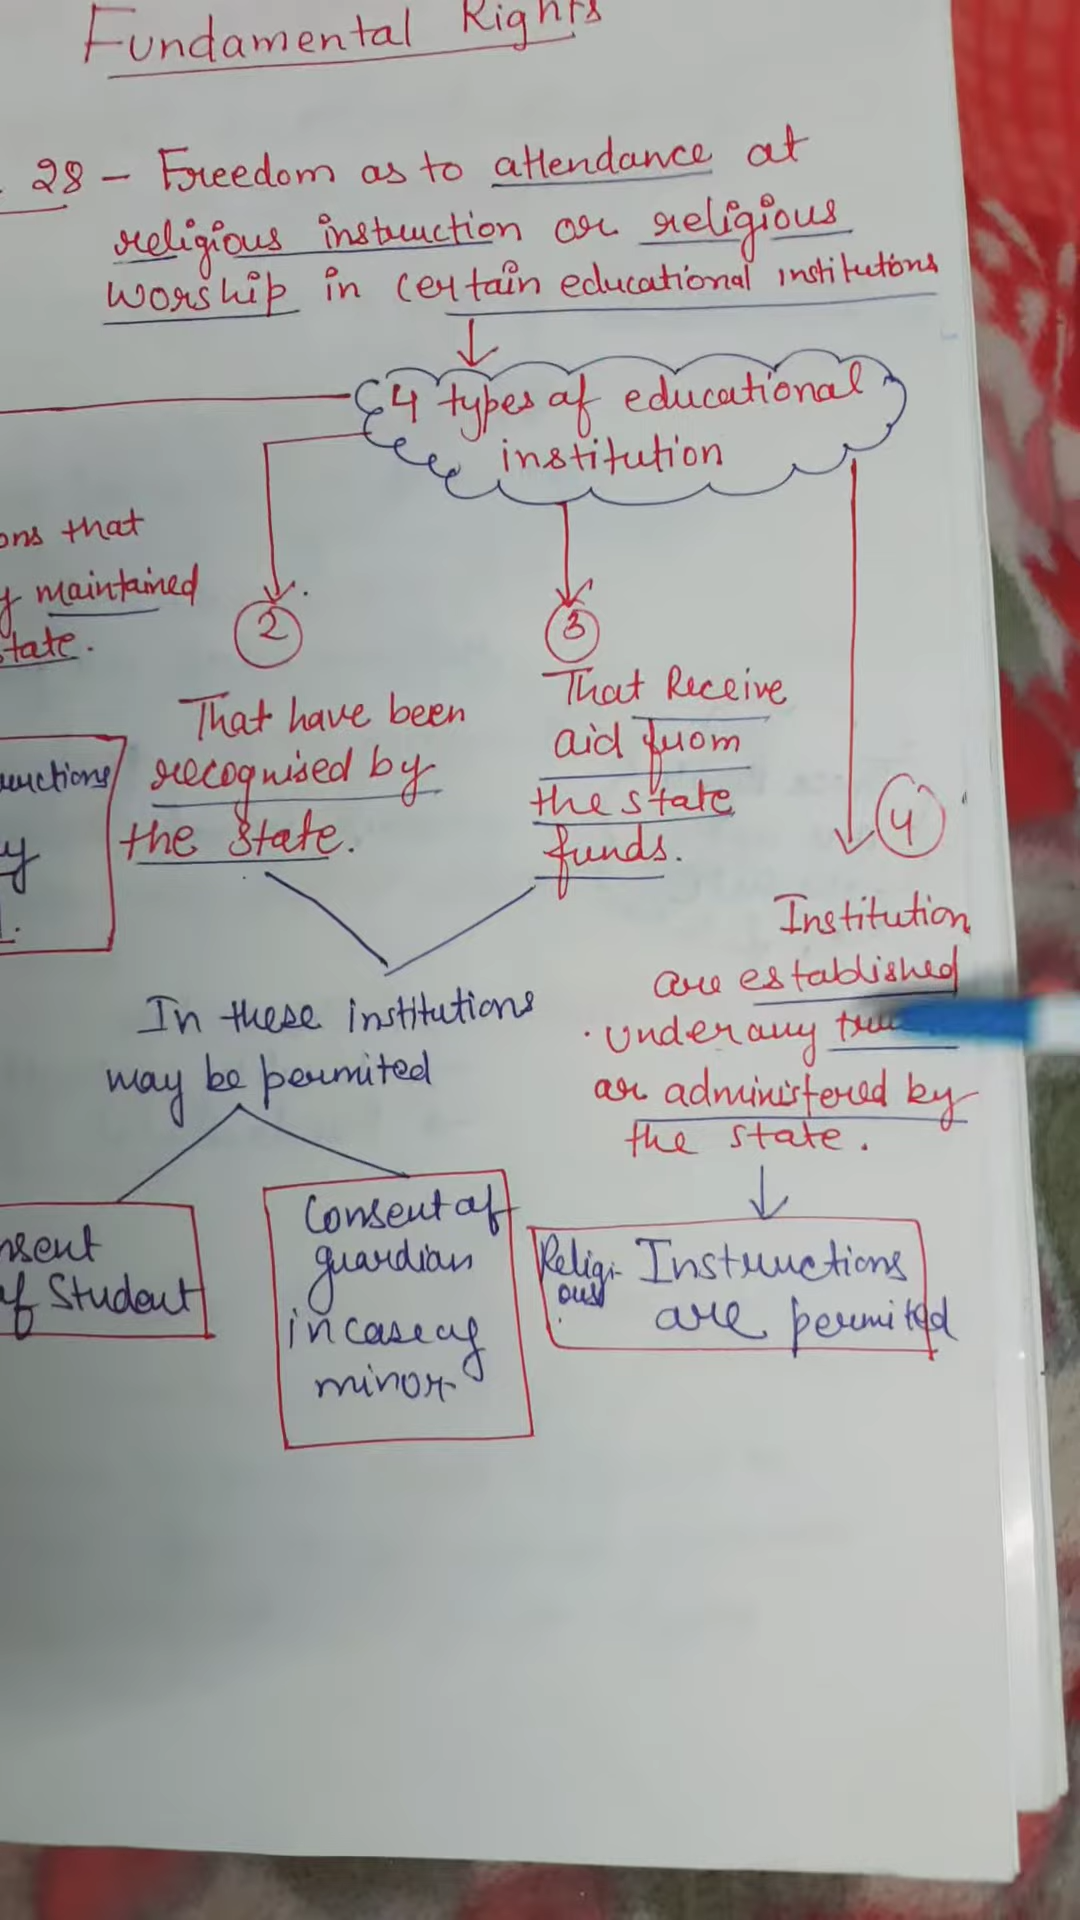 Fundamental Rights
28 - Freedom as to attendance at
religious instruction or religious
worship in certain educational institutions
4 types of educational
institution
that
maintained
state.
2
That have been
recognised by
the state.
3
That Receive
aid from
the state
funds.
4
Institution
are established
under any
or administered by
the state.
In these institutions
may be permited
of Student
Consent of
guardian
in case of
minor
Religi-
ous
Instructions
are permited